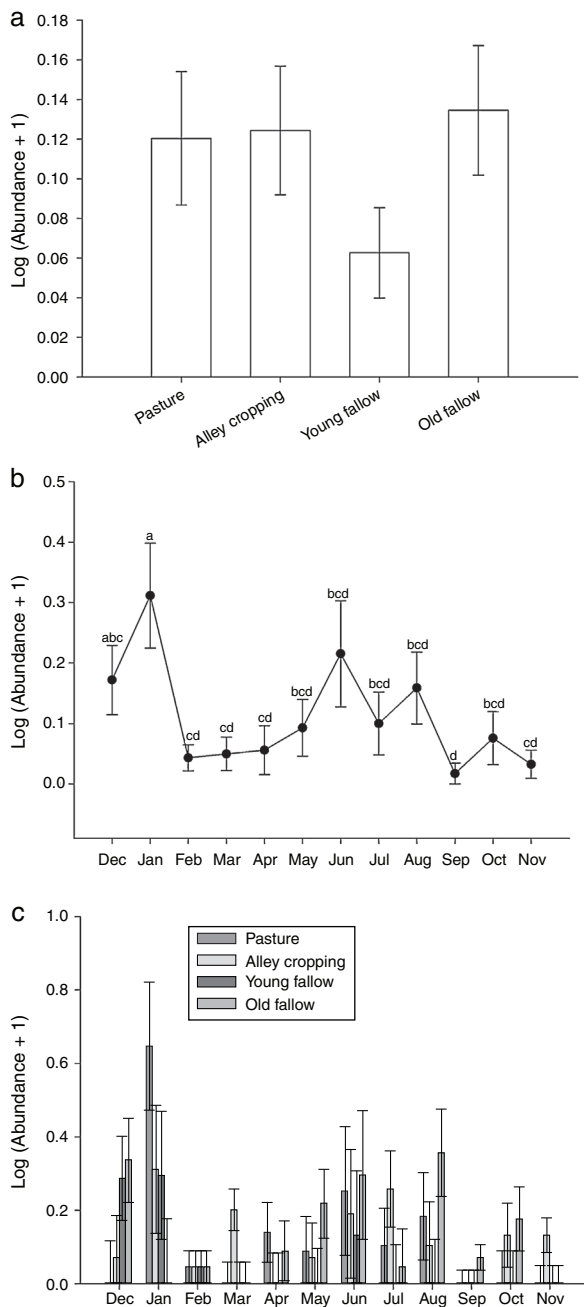 a
0.18
0.16
0.14
0.12
0.10
0.08
0.06
0.04
0.02
0.00
Log (Abundance + 1)
Pasture
Alley cropping
Young fallow
Old fallow
b
0.5
0.4
0.3
0.2
0.1
0.0
Log (Abundance + 1)
abc
a
cd
cd
cd
bcd
bcd
bcd
bcd
d
bcd
cd
Dec Jan Feb Mar Apr May Jun Jul Aug Sep Oct Nov
c
1.0
0.8
0.6
0.4
0.2
0.0
Log (Abundance + 1)
Pasture
Alley cropping
Young fallow
Old fallow
Dec Jan Feb Mar Apr May Jun Jul Aug Sep Oct Nov